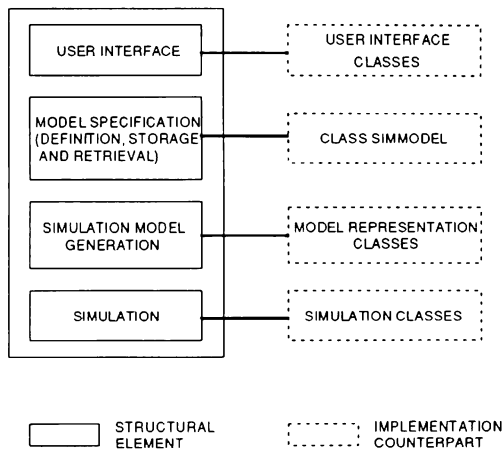 USER INTERFACE
USER INTERFACE
CLASSES
MODEL SPECIFICATION
(DEFINITION, STORAGE
AND RETRIEVAL)
CLASS SIMMODEL
SIMULATION MODEL
GENERATION
MODEL REPRESENTATION
CLASSES
SIMULATION
SIMULATION CLASSES
STRUCTURAL
ELEMENT
IMPLEMENTATION
COUNTERPART